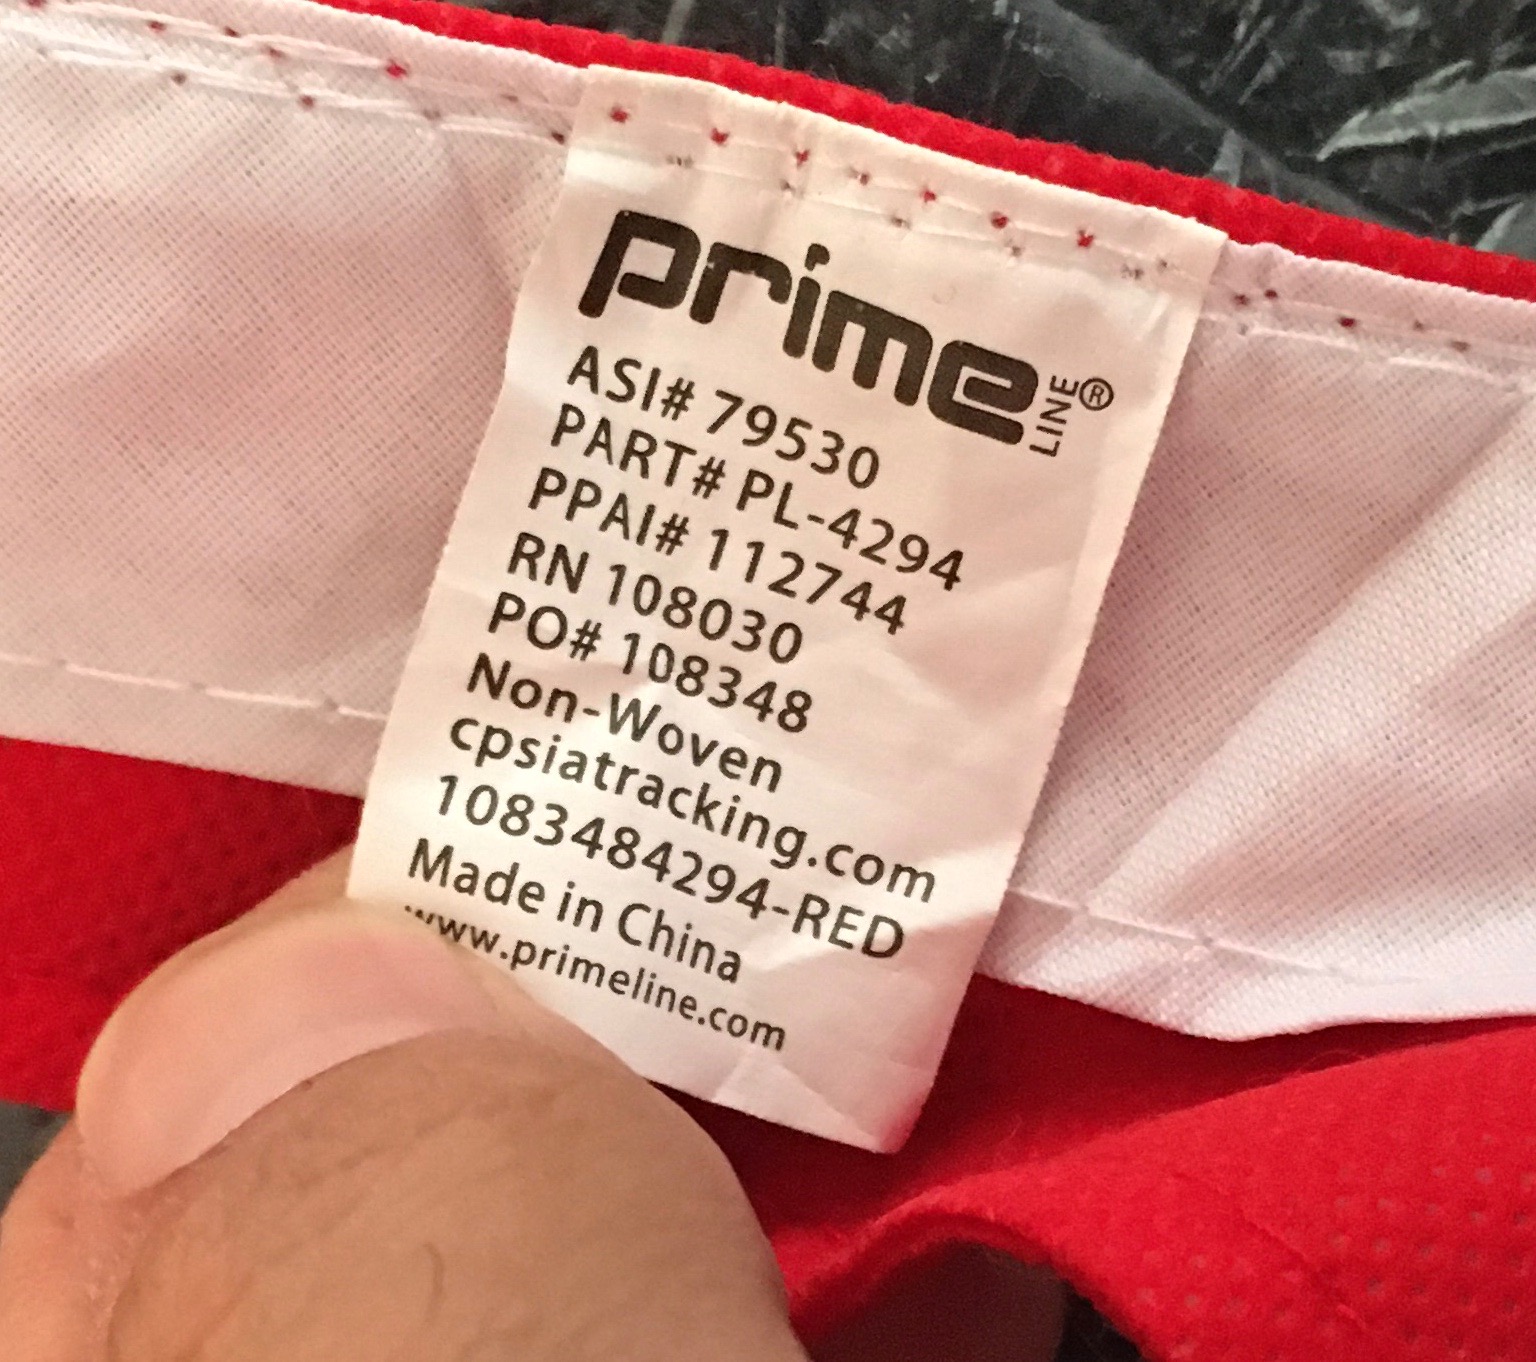 prime LINE®
ASI# 79530
PART# PL-4294
PPAI# 112744
RN 108030
PO# 108348
Non-Woven
cpsiatracking.com
1083484294-RED
Made in China
www.primeline.com